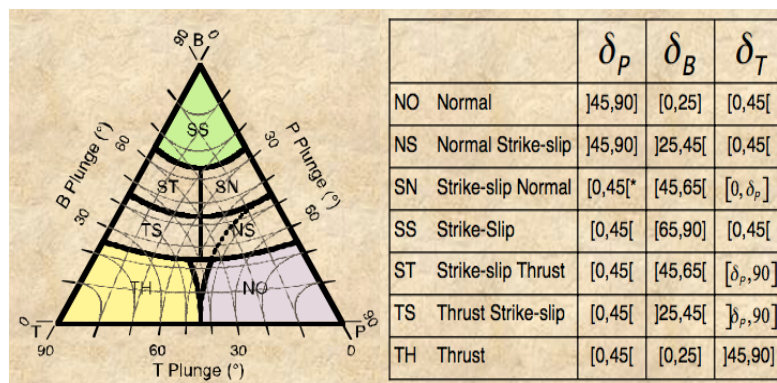 90 0
B
SS
60
30
B Plunge (°)
P Plunge (°)
ST SN
30
60
TS NS
TH NO
0 T P 90
90 60 30 0
T Plunge (°)
δP δB δT
NO Normal ]45,90] [0,25] [0,45[
NS Normal Strike-slip ]45,90] ]25,45[ [0,45[
SN Strike-slip Normal [0,45[* [45,65[ [0,δp]
SS Strike-Slip [0,45[ [65,90] [0,45[
ST Strike-slip Thrust [0,45[ [45,65[ [δp,90]
TS Thrust Strike-slip [0,45[ ]25,45[ ]δp,90]
TH Thrust [0,45[ [0,25] ]45,90]